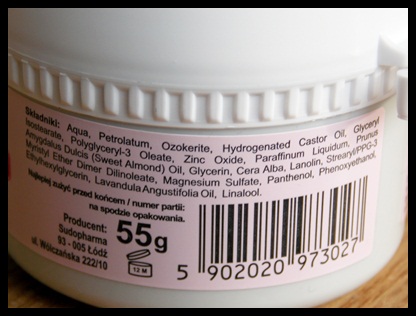 Składniki: Aqua, Petrolatum, Ozokerite, Hydrogenated Castor Oil, Glyceryl
Isostearate, Polyglyceryl-3 Oleate, Zinc Oxide, Paraffinum Liquidum, Prunus
Amygdalus Dulcis (Sweet Almond) Oil, Glycerin, Cera Alba, Lanolin, Stearyl/PPG-3
Myristyl Ether Dimer Dilinoleate, Magnesium Sulfate, Panthenol, Phenoxyethanol,
Ethylhexylglycerin, Lavandula Angustifolia Oil, Linalool.
Najlepiej zużyć przed końcem / numer partii:
na spodzie opakowania.
Producent:
Sudopharma
93 - 005 Łódź
ul. Wólczańska 222/10
55g
12 M
5 902020 973027